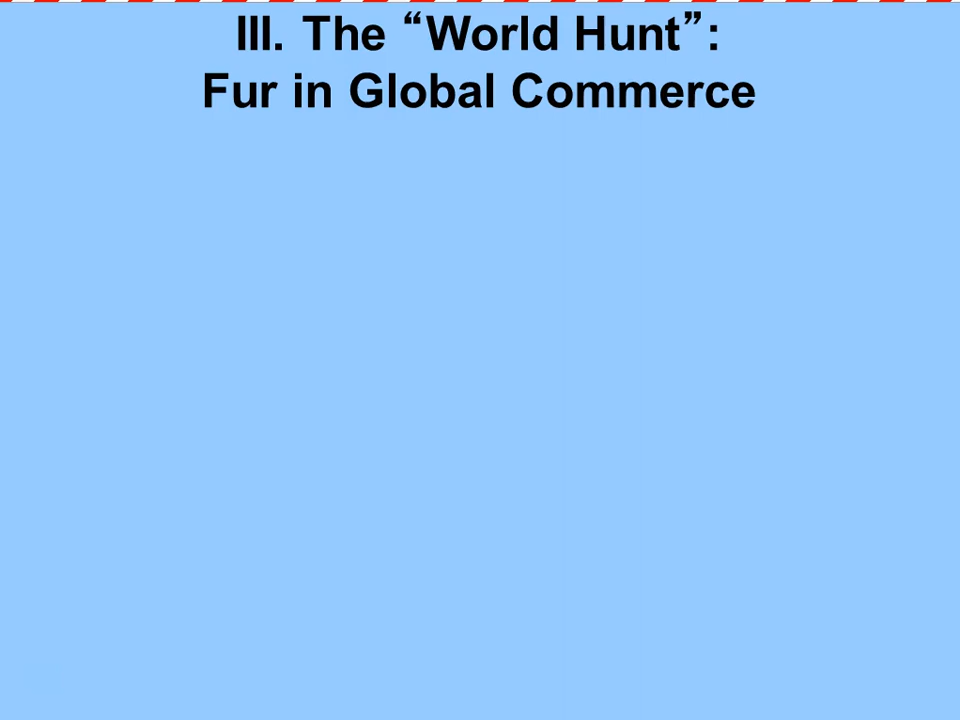 III. The “World Hunt”:
Fur in Global Commerce